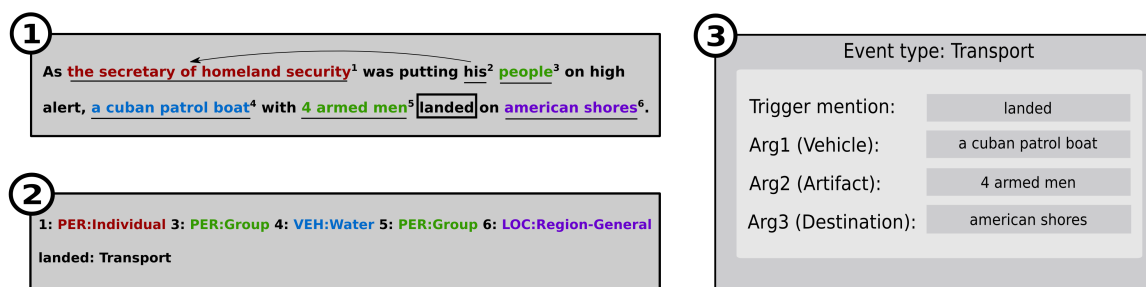 1
As the secretary of homeland security1 was putting his2 people3 on high
alert, a cuban patrol boat4 with 4 armed men5 landed on american shores6.
2
1: PER:Individual 3: PER:Group 4: VEH:Water 5: PER:Group 6: LOC:Region-General
landed: Transport
3
Event type: Transport
Trigger mention: landed
Arg1 (Vehicle): a cuban patrol boat
Arg2 (Artifact): 4 armed men
Arg3 (Destination): american shores